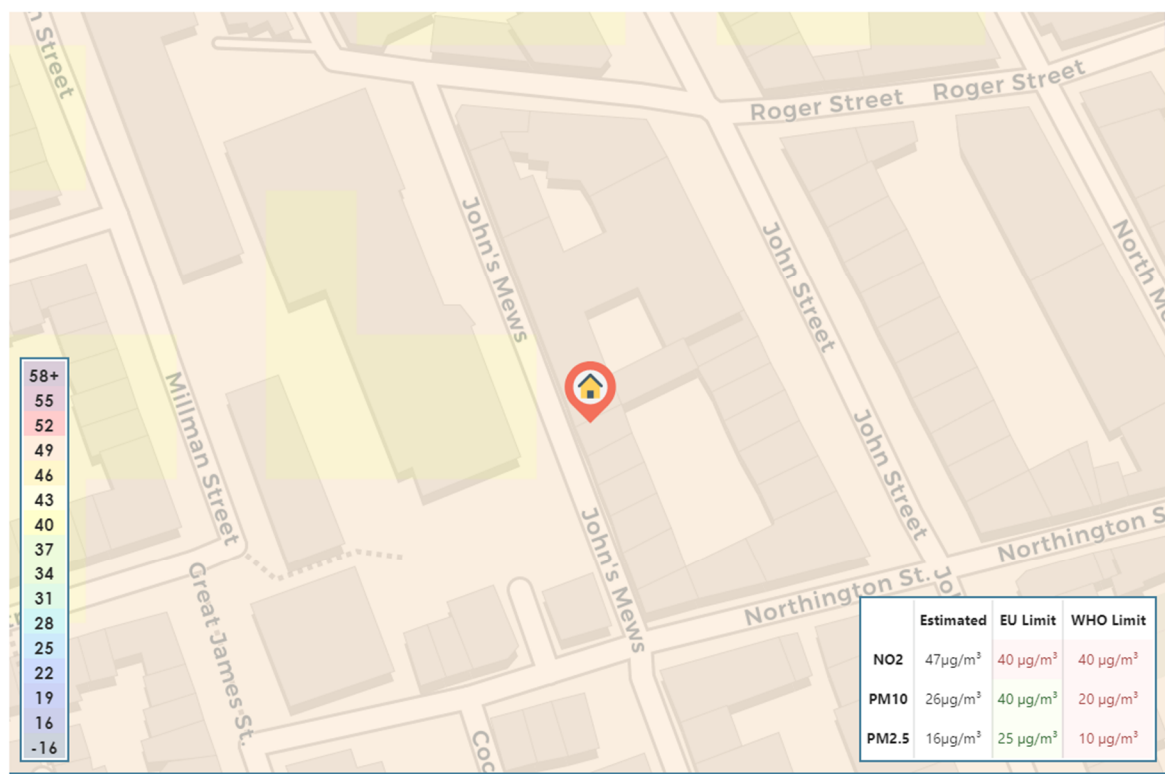 n Street
Roger Street
Roger Street
John's Mews
John Street
North M
Millman Street
John Street
John's Mews
Northington S
Northington St.
Great James St.
Jo
Coc
58+
55
52
49
46
43
40
37
34
31
28
25
22
19
16
-16
Estimated EU Limit WHO Limit
NO2 47µg/m³ 40 µg/m³ 40 µg/m³
PM10 26µg/m³ 40 µg/m³ 20 µg/m³
PM2.5 16µg/m³ 25 µg/m³ 10 µg/m³